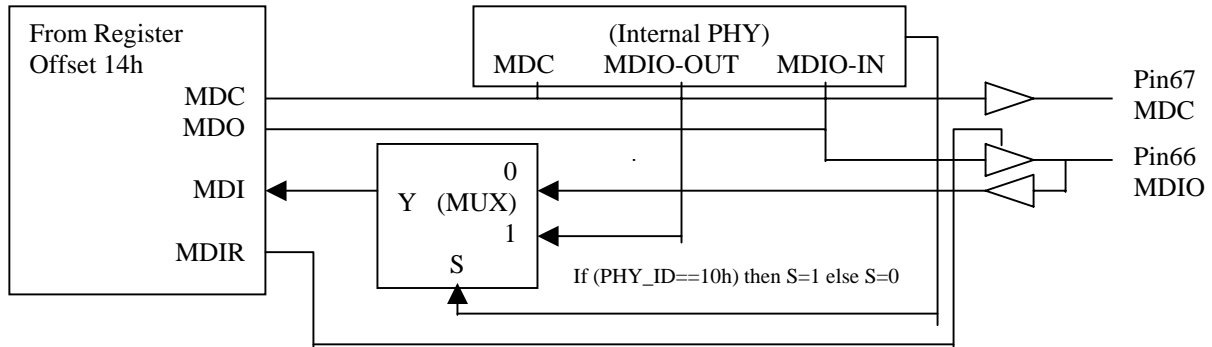 From Register
Offset 14h
MDC
MDO
MDI
MDIR
(Internal PHY)
MDC MDIO-OUT MDIO-IN
0
Y (MUX)
1
S
If (PHY_ID==10h) then S=1 else S=0
Pin67
MDC
Pin66
MDIO